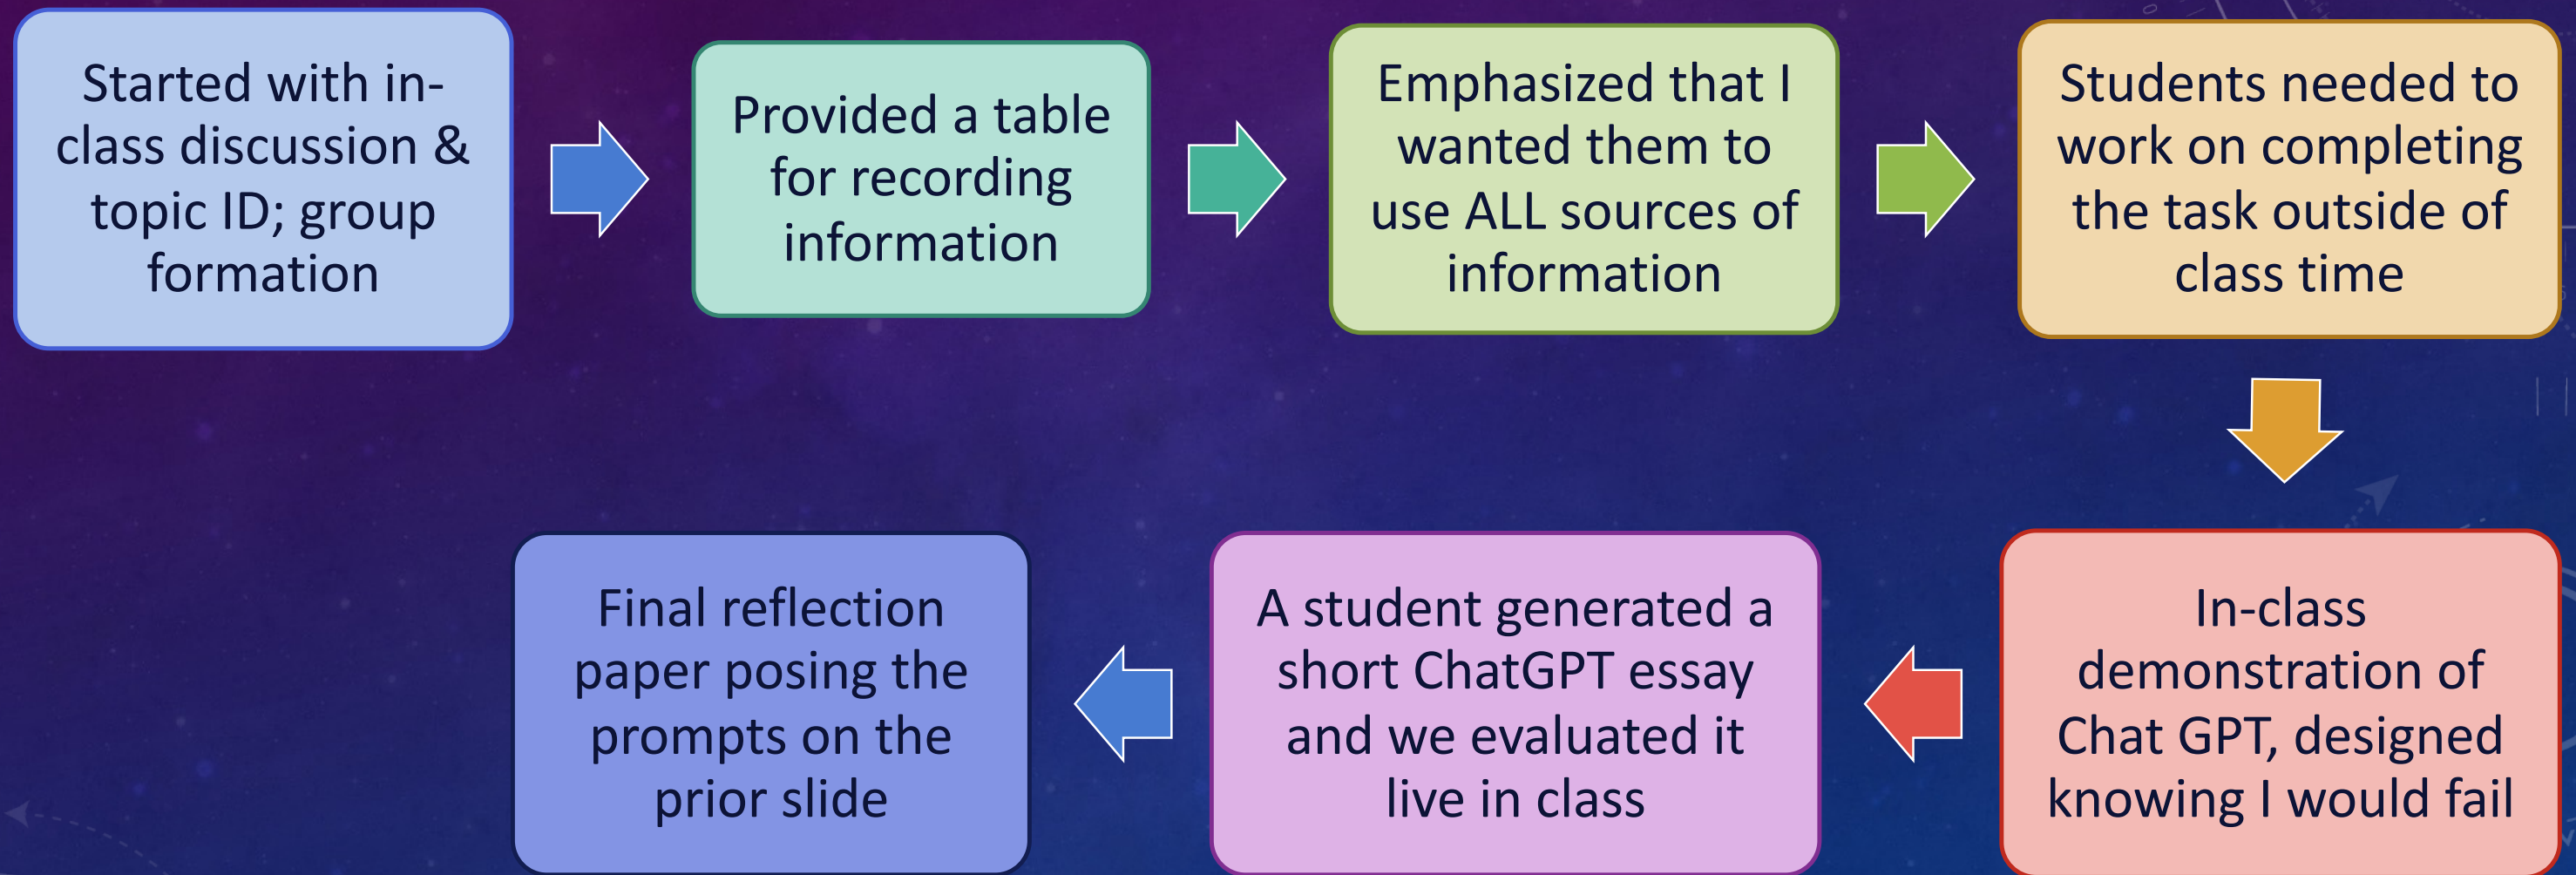 Started with in-
class discussion &
topic ID; group
formation
Provided a table
for recording
information
Emphasized that I
wanted them to
use ALL sources of
information
Students needed to
work on completing
the task outside of
class time
In-class
demonstration of
Chat GPT, designed
knowing I would fail
A student generated a
short ChatGPT essay
and we evaluated it
live in class
Final reflection
paper posing the
prompts on the
prior slide